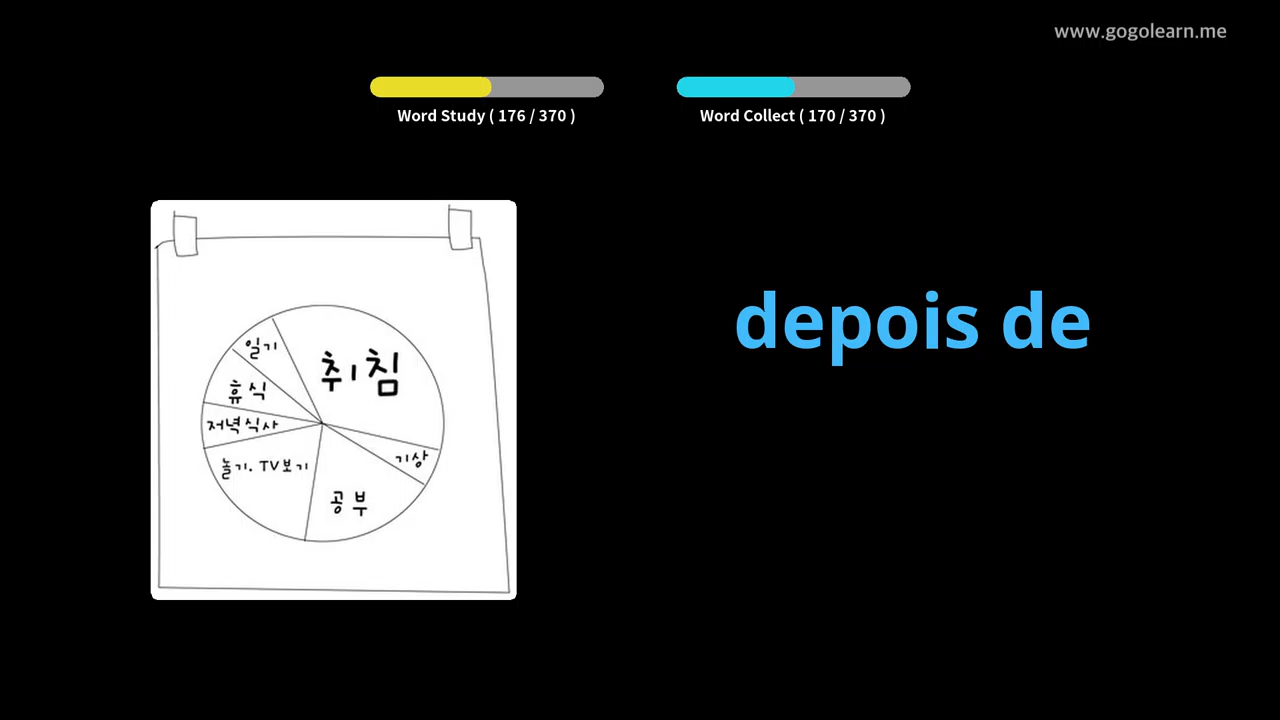 www.gogolearn.me
Word Study ( 176 / 370 )
Word Collect ( 170 / 370 )
depois de
일기
취침
휴식
저녁식사
놀기. TV보기
기상
공부